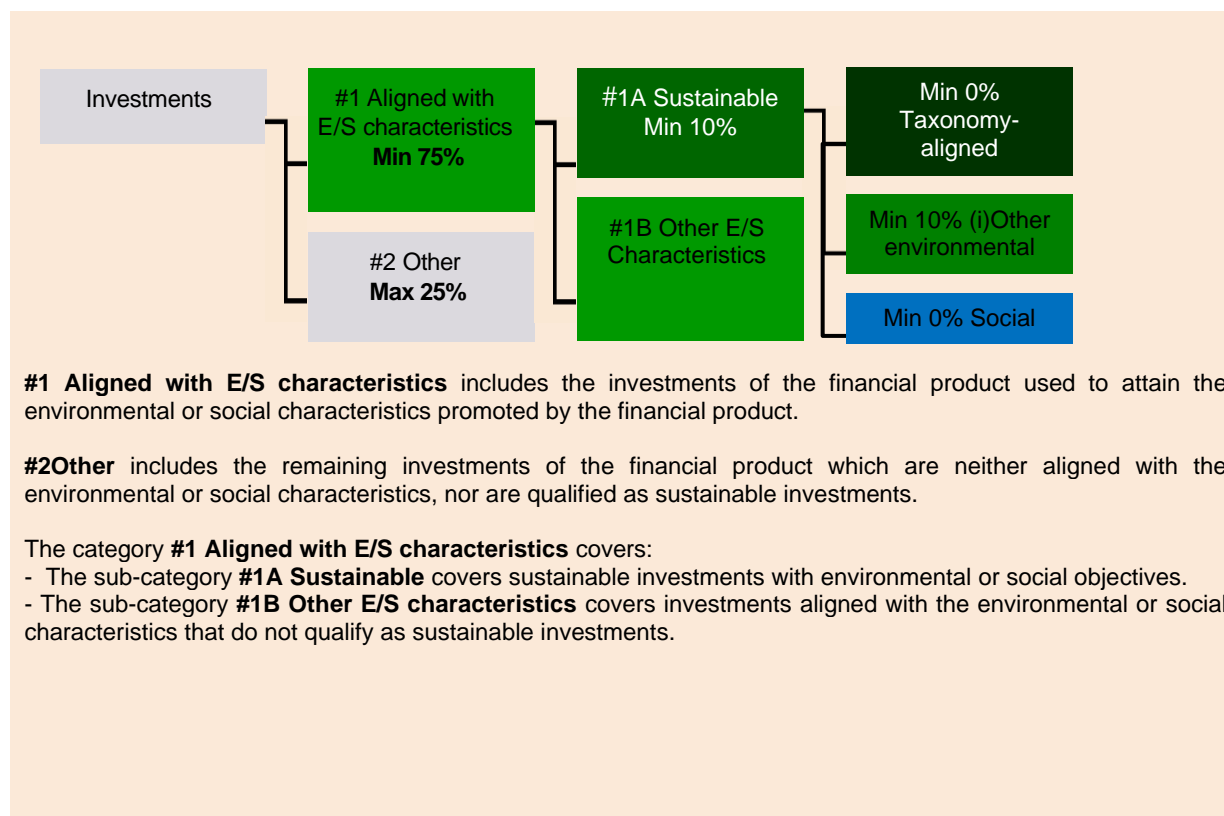 Investments
#1 Aligned with
E/S characteristics
Min 75%
#2 Other
Max 25%
#1A Sustainable
Min 10%
#1B Other E/S
Characteristics
Min 0%
Taxonomy-
aligned
Min 10% (i)Other
environmental
Min 0% Social
#1 Aligned with E/S characteristics includes the investments of the financial product used to attain the
environmental or social characteristics promoted by the financial product.
#2Other includes the remaining investments of the financial product which are neither aligned with the
environmental or social characteristics, nor are qualified as sustainable investments.
The category #1 Aligned with E/S characteristics covers:
- The sub-category #1A Sustainable covers sustainable investments with environmental or social objectives.
- The sub-category #1B Other E/S characteristics covers investments aligned with the environmental or social
characteristics that do not qualify as sustainable investments.